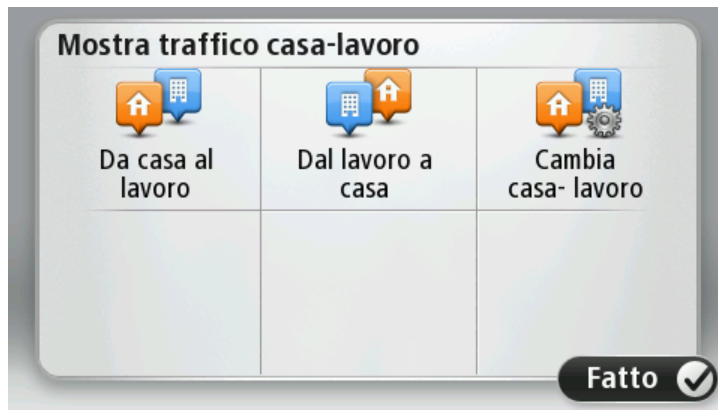 Mostra traffico casa-lavoro
Da casa al
lavoro
Dal lavoro a
casa
Cambia
casa- lavoro
Fatto